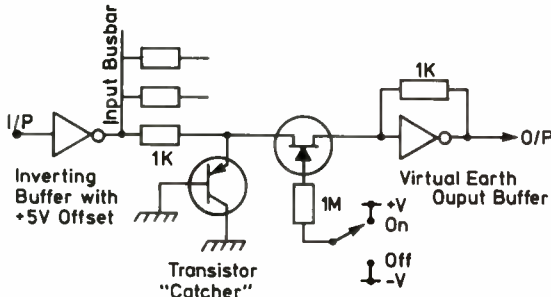 Input Busbar
I/P
1K
1K
O/P
Inverting
Buffer with
+5V Offset
1M
+V
On
Off
-V
Virtual Earth
Ouput Buffer
Transistor
"Catcher"